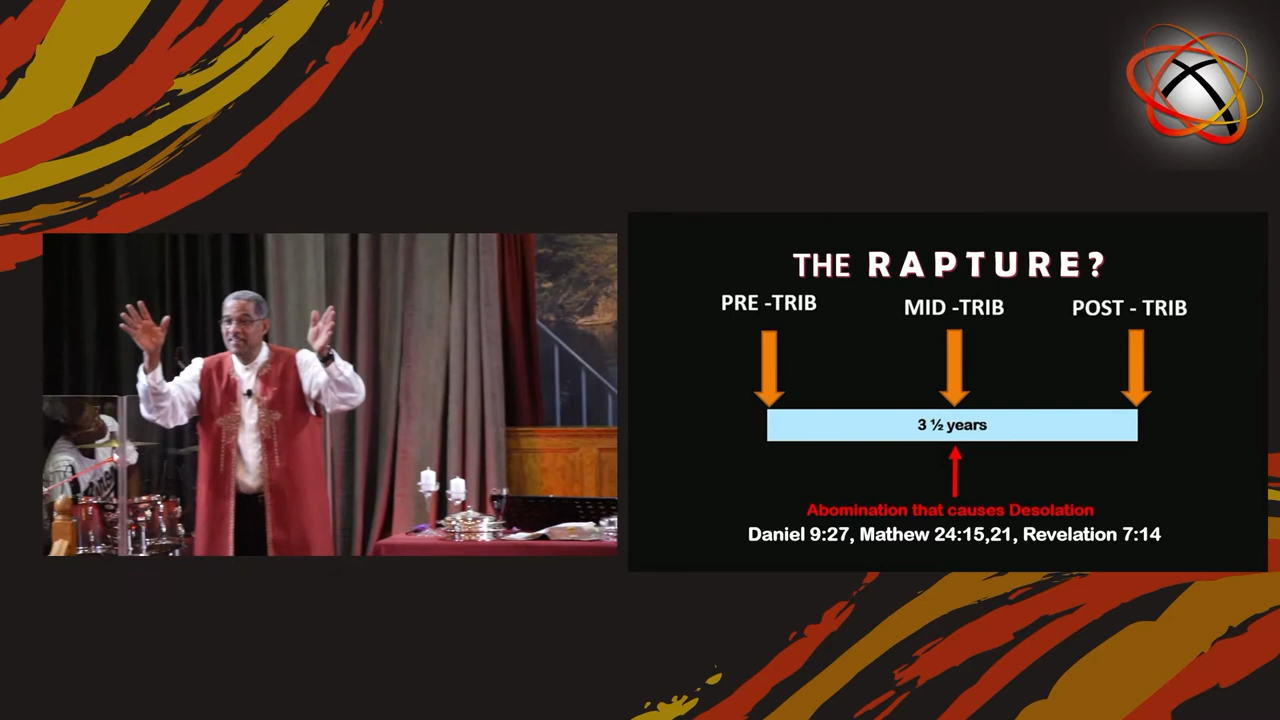 THE RAPTURE?
PRE -TRIB
MID -TRIB
POST - TRIB
3 ½ years
Abomination that causes Desolation
Daniel 9:27, Mathew 24:15,21, Revelation 7:14